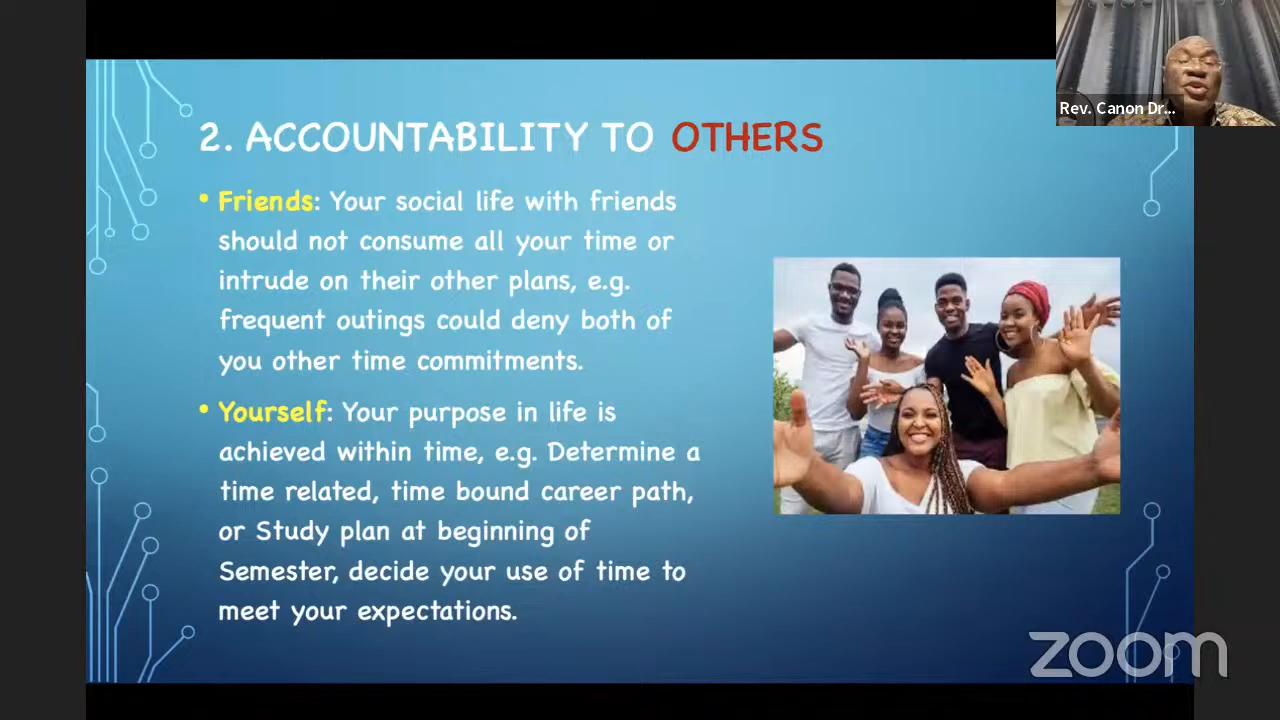 Rev. Canon Dr...
2. ACCOUNTABILITY TO OTHERS
• Friends: Your social life with friends
should not consume all your time or
intrude on their other plans, e.g.
frequent outings could deny both of
you other time commitments.
• Yourself: Your purpose in life is
achieved within time, e.g. Determine a
time related, time bound career path,
or Study plan at beginning of
Semester, decide your use of time to
meet your expectations.
zoom